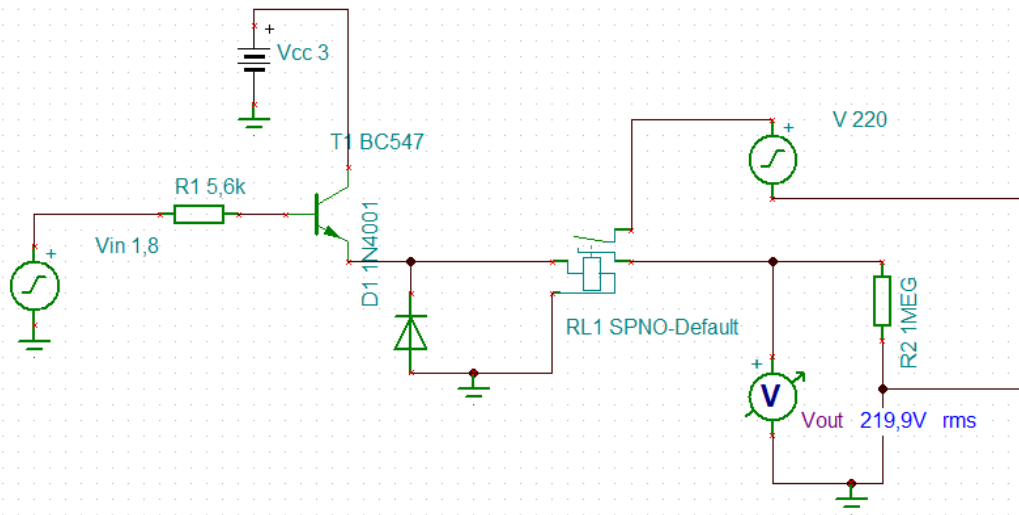 +
Vcc 3
T1 BC547
V 220
+
R1 5,6k
Vin 1,8
+
D1 1N4001
RL1 SPNO-Default
R2 1MEG
+
V
Vout 219,9V rms